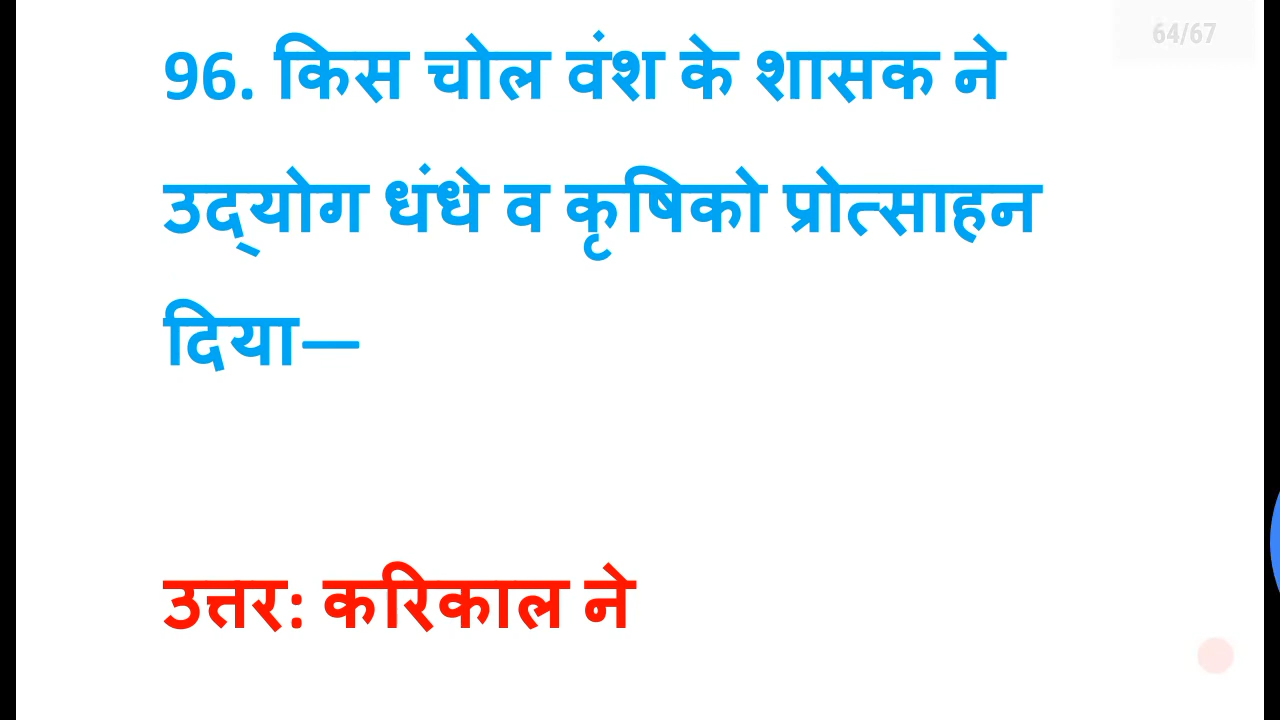 64/67
96. किस चोल वंश के शासक ने
उद्‌योग धंधे व कृषिको प्रोत्साहन
दिया—
उत्तर: करिकाल ने